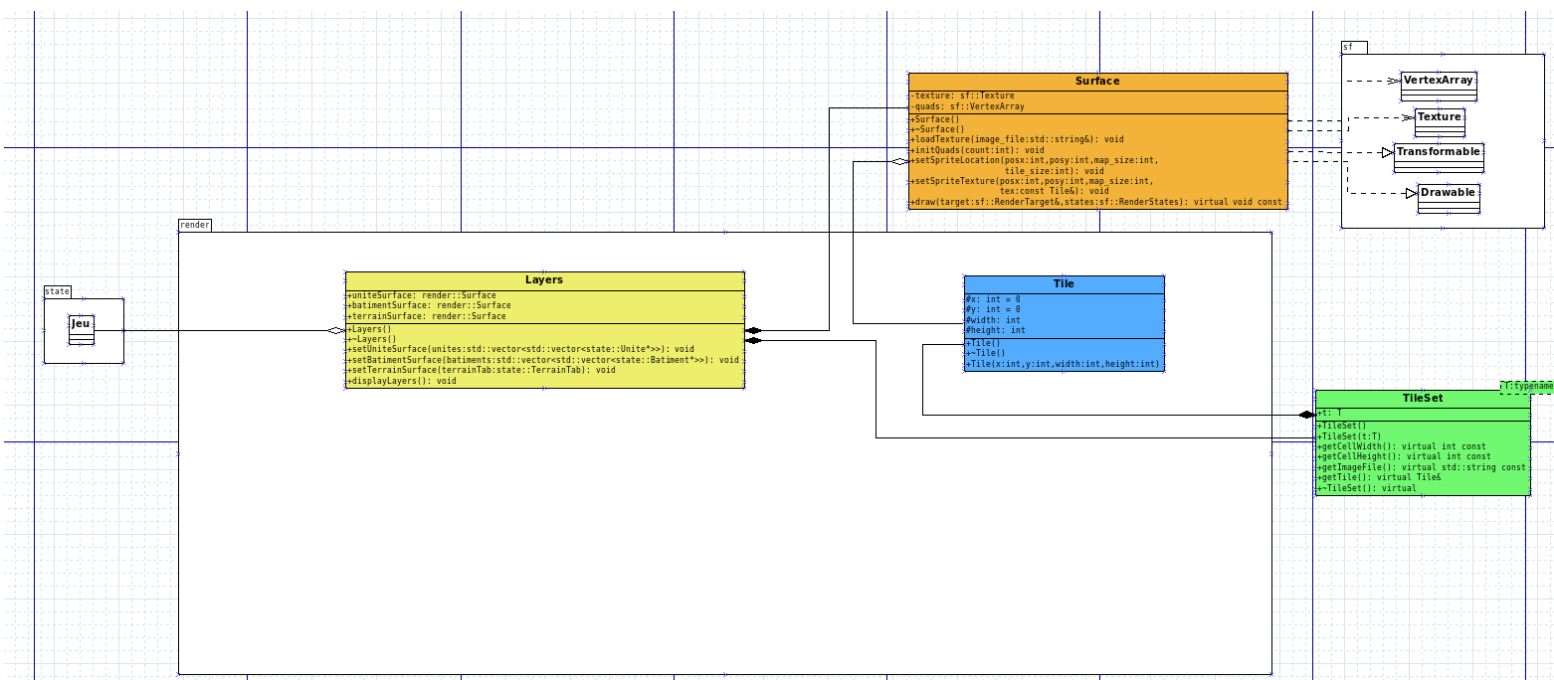 sf
VertexArray
Texture
Transformable
Drawable
Surface
-texture: sf::Texture
-quads: sf::VertexArray
+Surface()
+~Surface()
+loadTexture(image_file:std::string&): void
+initQuads(count:int): void
+setSpriteLocation(posx:int,posy:int,map_size:int,
tile_size:int): void
+setSpriteTexture(posx:int,posy:int,map_size:int,
tex:const Tile&): void
+draw(target:sf::RenderTarget&,states:sf::RenderStates): virtual void const
render
state
Jeu
Layers
+uniteSurface: render::Surface
+batimentSurface: render::Surface
+terrainSurface: render::Surface
+Layers()
+~Layers()
+setUniteSurface(unites:std::vector<std::vector<state::Unite*>>): void
+setBatimentSurface(batiments:std::vector<std::vector<state::Batiment*>>): void
+setTerrainSurface(terrainTab:state::TerrainTab): void
+displayLayers(): void
Tile
#x: int = 0
#y: int = 0
#width: int
#height: int
+Tile()
+~Tile()
+Tile(x:int,y:int,width:int,height:int)
T:typename
TileSet
+t: T
+TileSet()
+TileSet(t:T)
+getCellWidth(): virtual int const
+getCellHeight(): virtual int const
+getImageFile(): virtual std::string const
+getTile(): virtual Tile&
+~TileSet(): virtual